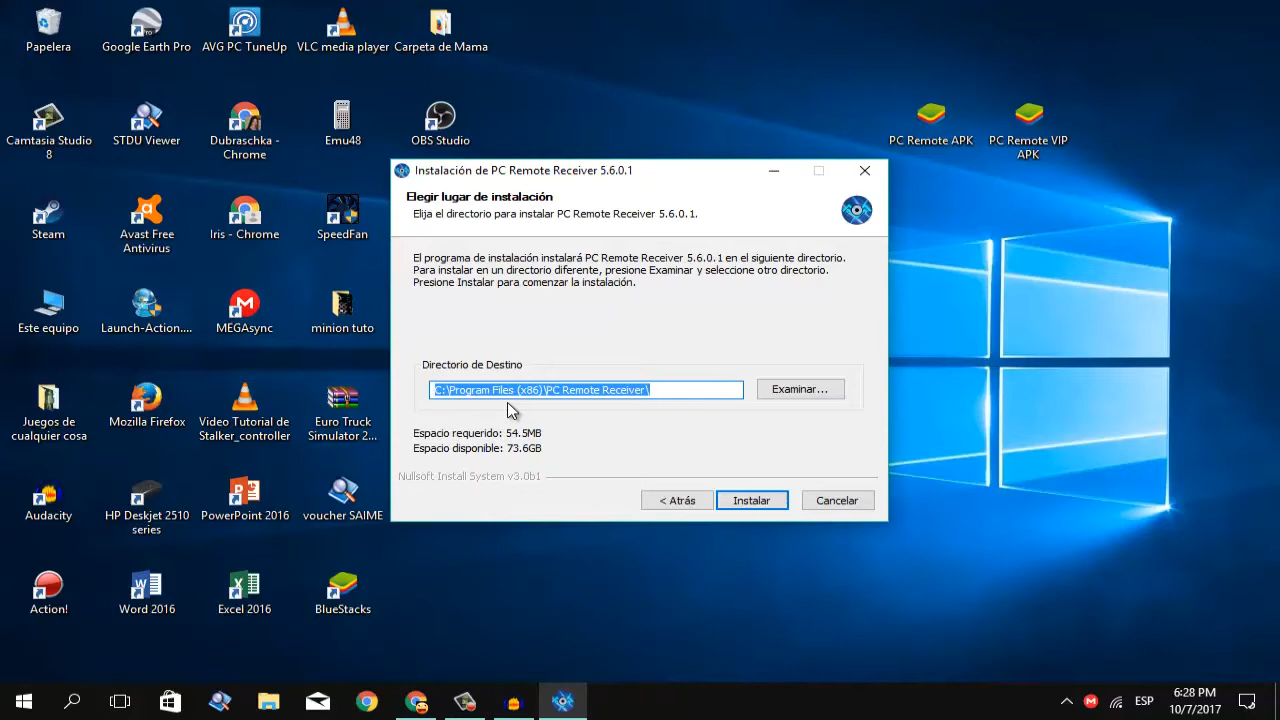 Papelera
Google Earth Pro
AVG PC TuneUp
VLC media player
Carpeta de Mama
Camtasia Studio
8
STDU Viewer
Dubraschka -
Chrome
Emu48
OBS Studio
PC Remote APK
PC Remote VIP
APK
Steam
Avast Free
Antivirus
Iris - Chrome
SpeedFan
Este equipo
Launch-Action....
MEGAsync
minion tuto
Juegos de
cualquier cosa
Mozilla Firefox
Video Tutorial de
Stalker_controller
Euro Truck
Simulator 2...
Audacity
HP Deskjet 2510
series
PowerPoint 2016
voucher SAIME
Action!
Word 2016
Excel 2016
BlueStacks
Instalación de PC Remote Receiver 5.6.0.1
Elegir lugar de instalación
Elija el directorio para instalar PC Remote Receiver 5.6.0.1.
El programa de instalación instalará PC Remote Receiver 5.6.0.1 en el siguiente directorio.
Para instalar en un directorio diferente, presione Examinar y seleccione otro directorio.
Presione Instalar para comenzar la instalación.
Directorio de Destino
C:\Program Files (x86)\PC Remote Receiver\
Examinar...
Espacio requerido: 54.5MB
Espacio disponible: 73.6GB
Nullsoft Install System v3.0b1
< Atrás
Instalar
Cancelar
ESP
6:28 PM
10/7/2017